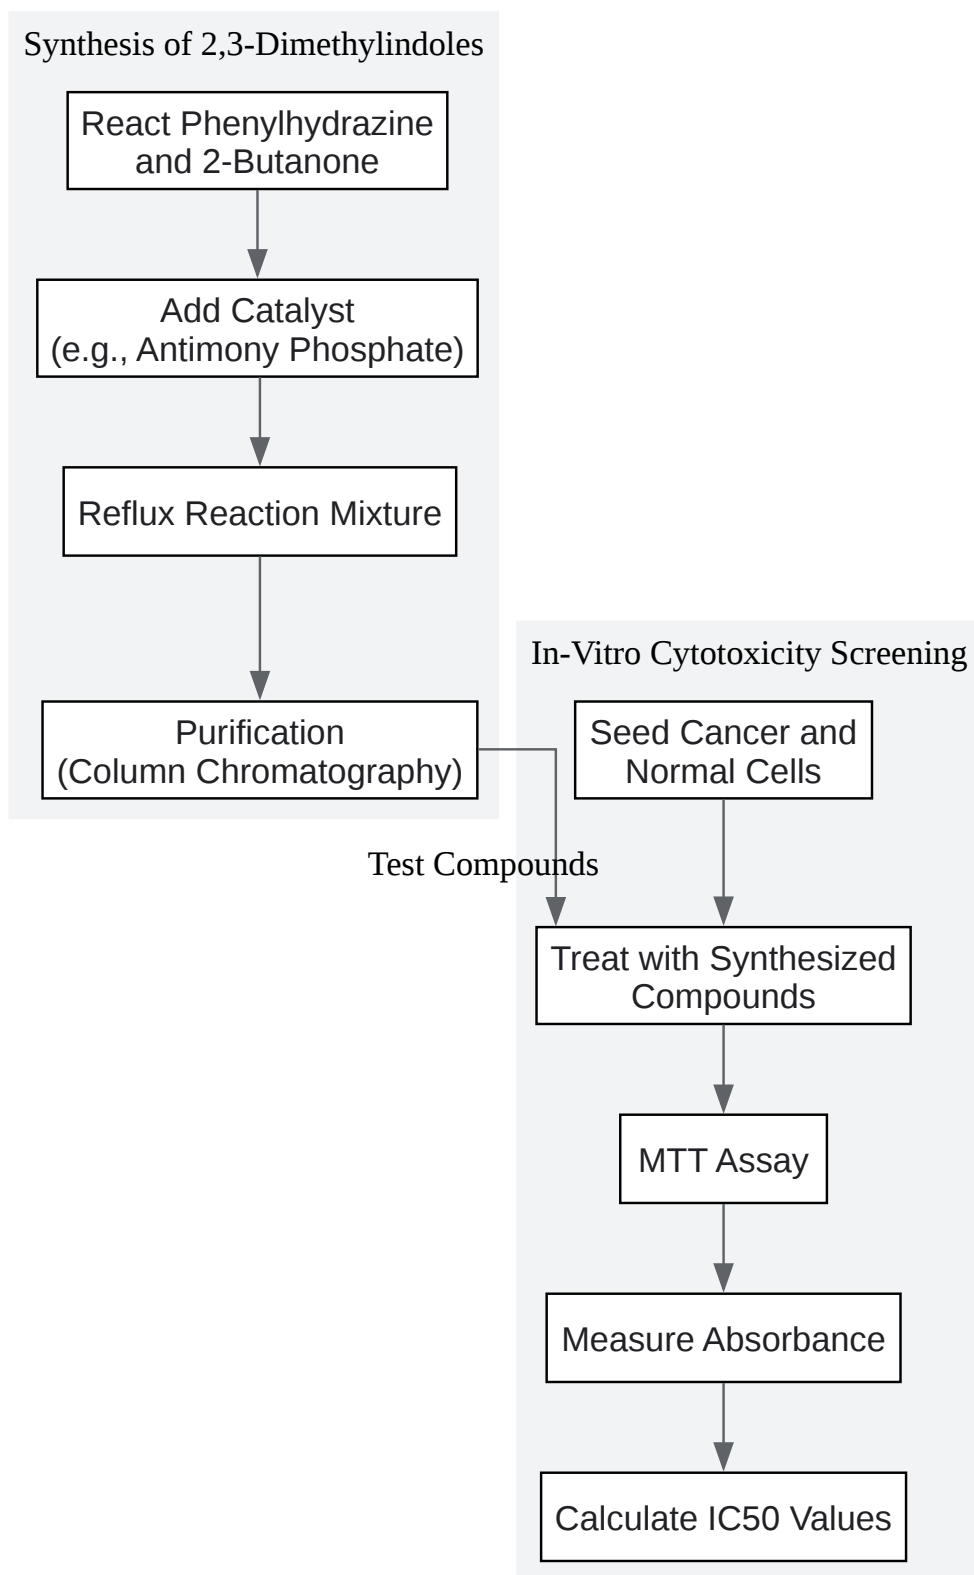 Synthesis of 2,3-Dimethylindoles
React Phenylhydrazine
and 2-Butanone
Add Catalyst
(e.g., Antimony Phosphate)
Reflux Reaction Mixture
Purification
(Column Chromatography)
Test Compounds
In-Vitro Cytotoxicity Screening
Seed Cancer and
Normal Cells
Treat with Synthesized
Compounds
MTT Assay
Measure Absorbance
Calculate IC50 Values